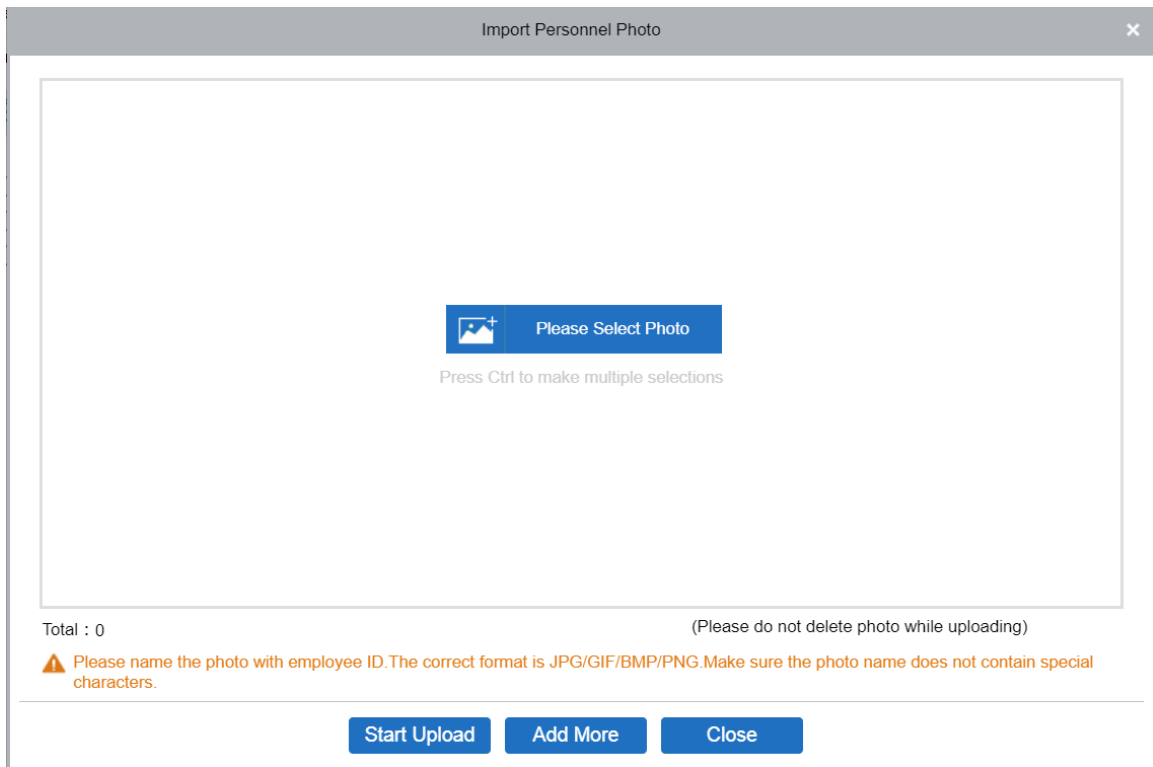 Import Personnel Photo
Please Select Photo
Press Ctrl to make multiple selections
Total : 0
(Please do not delete photo while uploading)
Please name the photo with employee ID.The correct format is JPG/GIF/BMP/PNG.Make sure the photo name does not contain special
characters.
Start Upload
Add More
Close